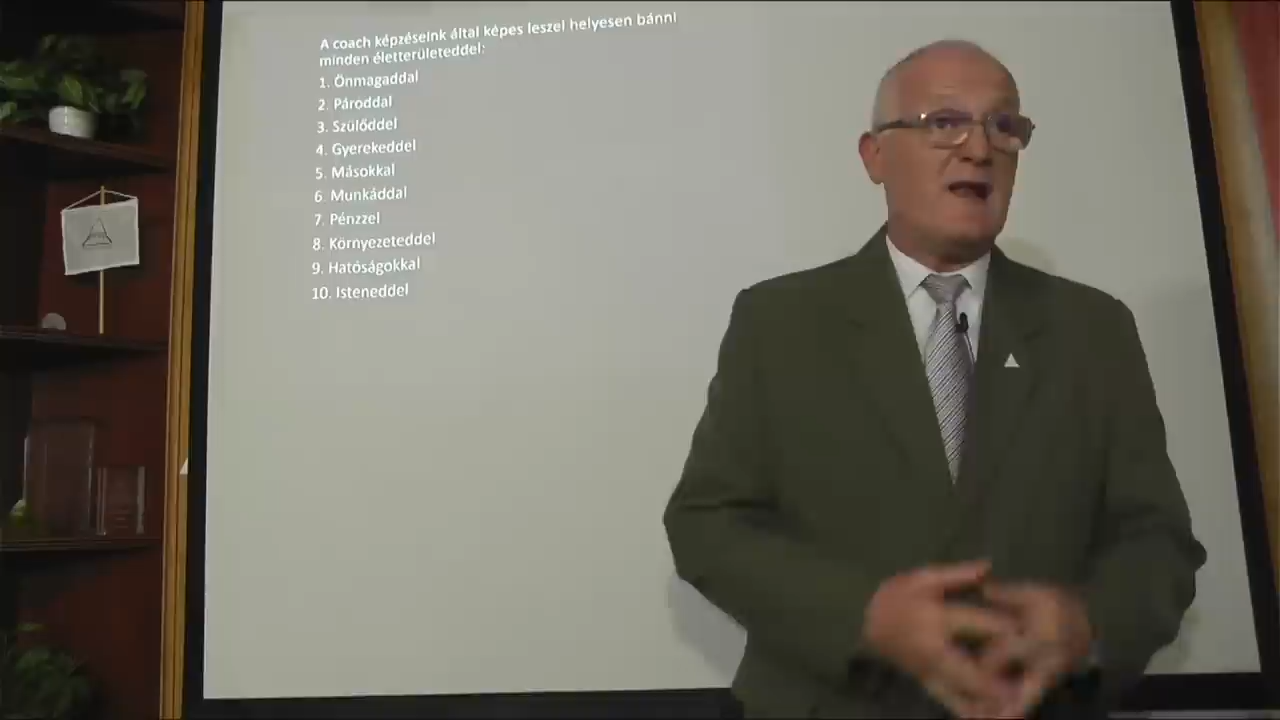 A coach képzéseink által képes leszel helyesen bánni
minden életterületeddel:
1. Önmagaddal
2. Pároddal
3. Szülőddel
4. Gyerekeddel
5. Másokkal
6. Munkáddal
7. Pénzzel
8. Környezeteddel
9. Hatóságokkal
10. Isteneddel